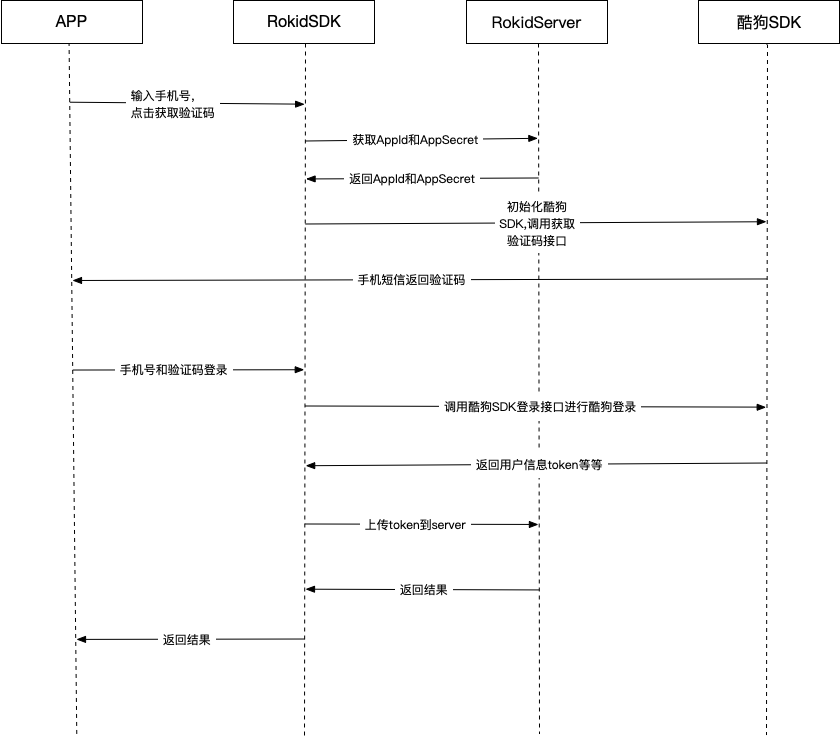 APP
RokidSDK
RokidServer
酷狗SDK
输入手机号,
点击获取验证码
获取AppId和AppSecret
返回AppId和AppSecret
初始化酷狗
SDK,调用获取
验证码接口
手机短信返回验证码
手机号和验证码登录
调用酷狗SDK登录接口进行酷狗登录
返回用户信息token等等
上传token到server
返回结果
返回结果